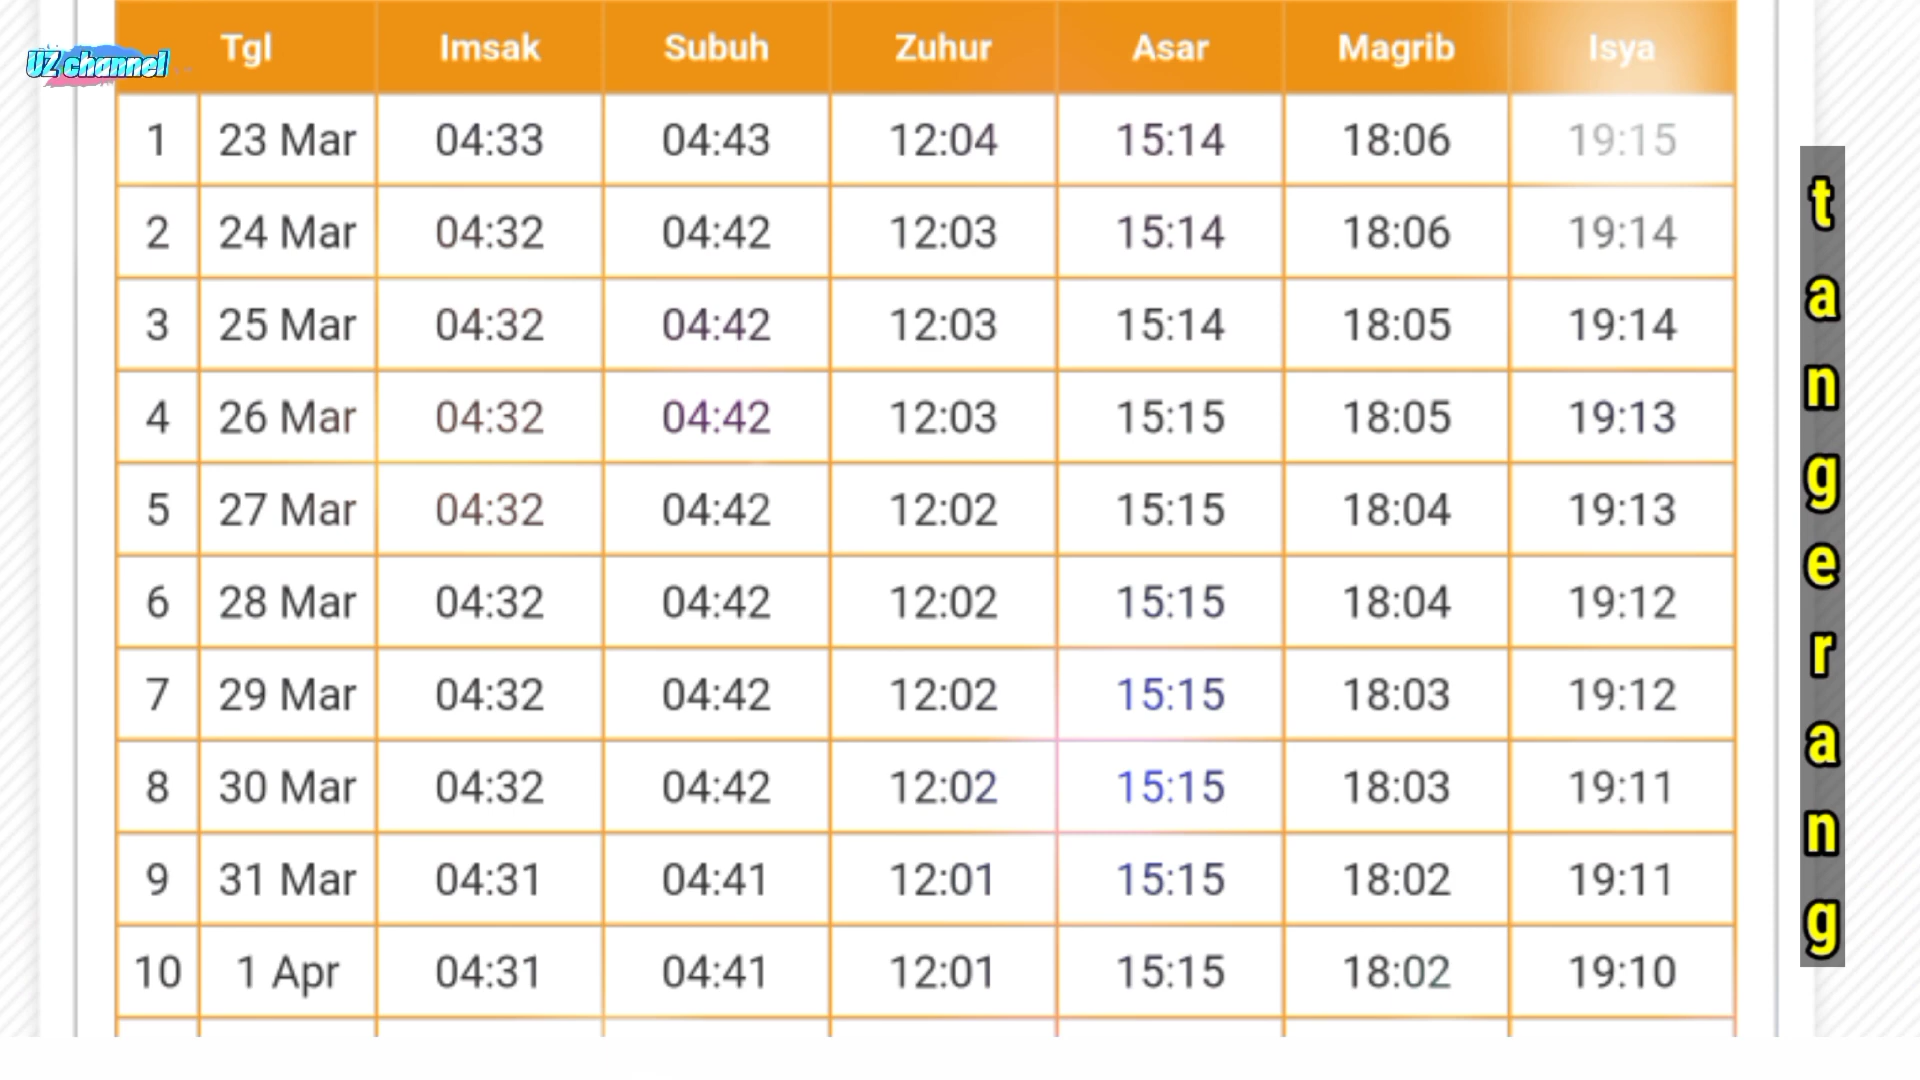 UZ channel
Tgl Imsak Subuh Zuhur Asar Magrib Isya
1 23 Mar 04:33 04:43 12:04 15:14 18:06 19:15
2 24 Mar 04:32 04:42 12:03 15:14 18:06 19:14
3 25 Mar 04:32 04:42 12:03 15:14 18:05 19:14
4 26 Mar 04:32 04:42 12:03 15:15 18:05 19:13
5 27 Mar 04:32 04:42 12:02 15:15 18:04 19:13
6 28 Mar 04:32 04:42 12:02 15:15 18:04 19:12
7 29 Mar 04:32 04:42 12:02 15:15 18:03 19:12
8 30 Mar 04:32 04:42 12:02 15:15 18:03 19:11
9 31 Mar 04:31 04:41 12:01 15:15 18:02 19:11
10 1 Apr 04:31 04:41 12:01 15:15 18:02 19:10
tangerang